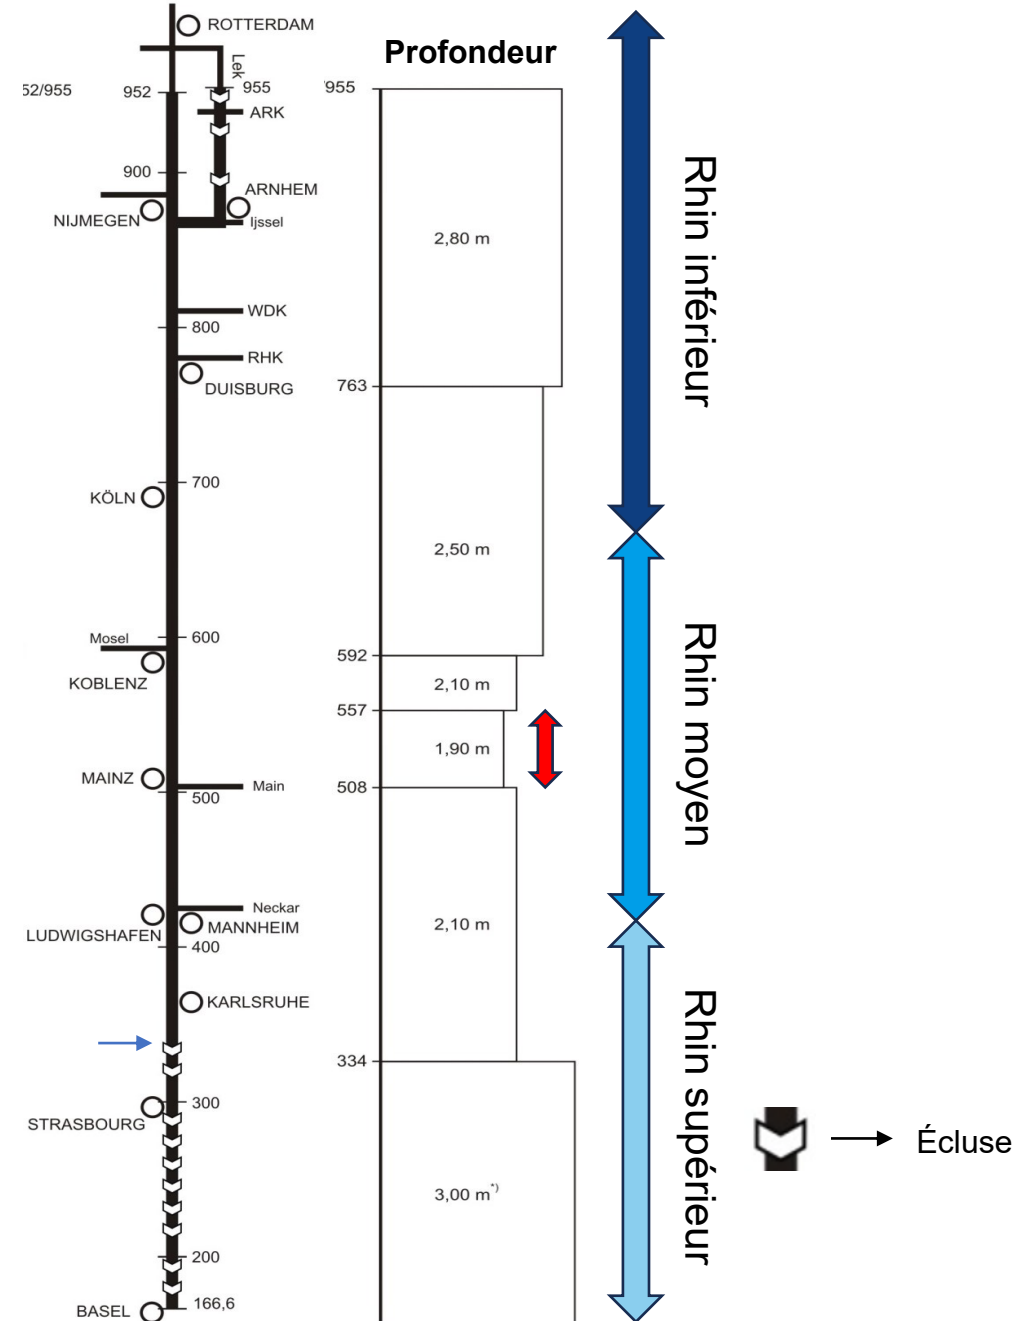 ROTTERDAM
Profondeur
Lek
52/955
952
955
'955
ARK
900
ARNHEM
NIJMEGEN
Ijssel
2,80 m
Rhin inférieur
WDK
800
RHK
763
DUISBURG
700
KÖLN
2,50 m
Mosel
600
592
KOBLENZ
2,10 m
557
Rhin moyen
1,90 m
MAINZ
Main
508
500
Neckar
LUDWIGSHAFEN
MANNHEIM
2,10 m
400
KARLSRUHE
334
Rhin supérieur
300
STRASBOURG
Écluse
3,00 m*)
200
166,6
BASEL